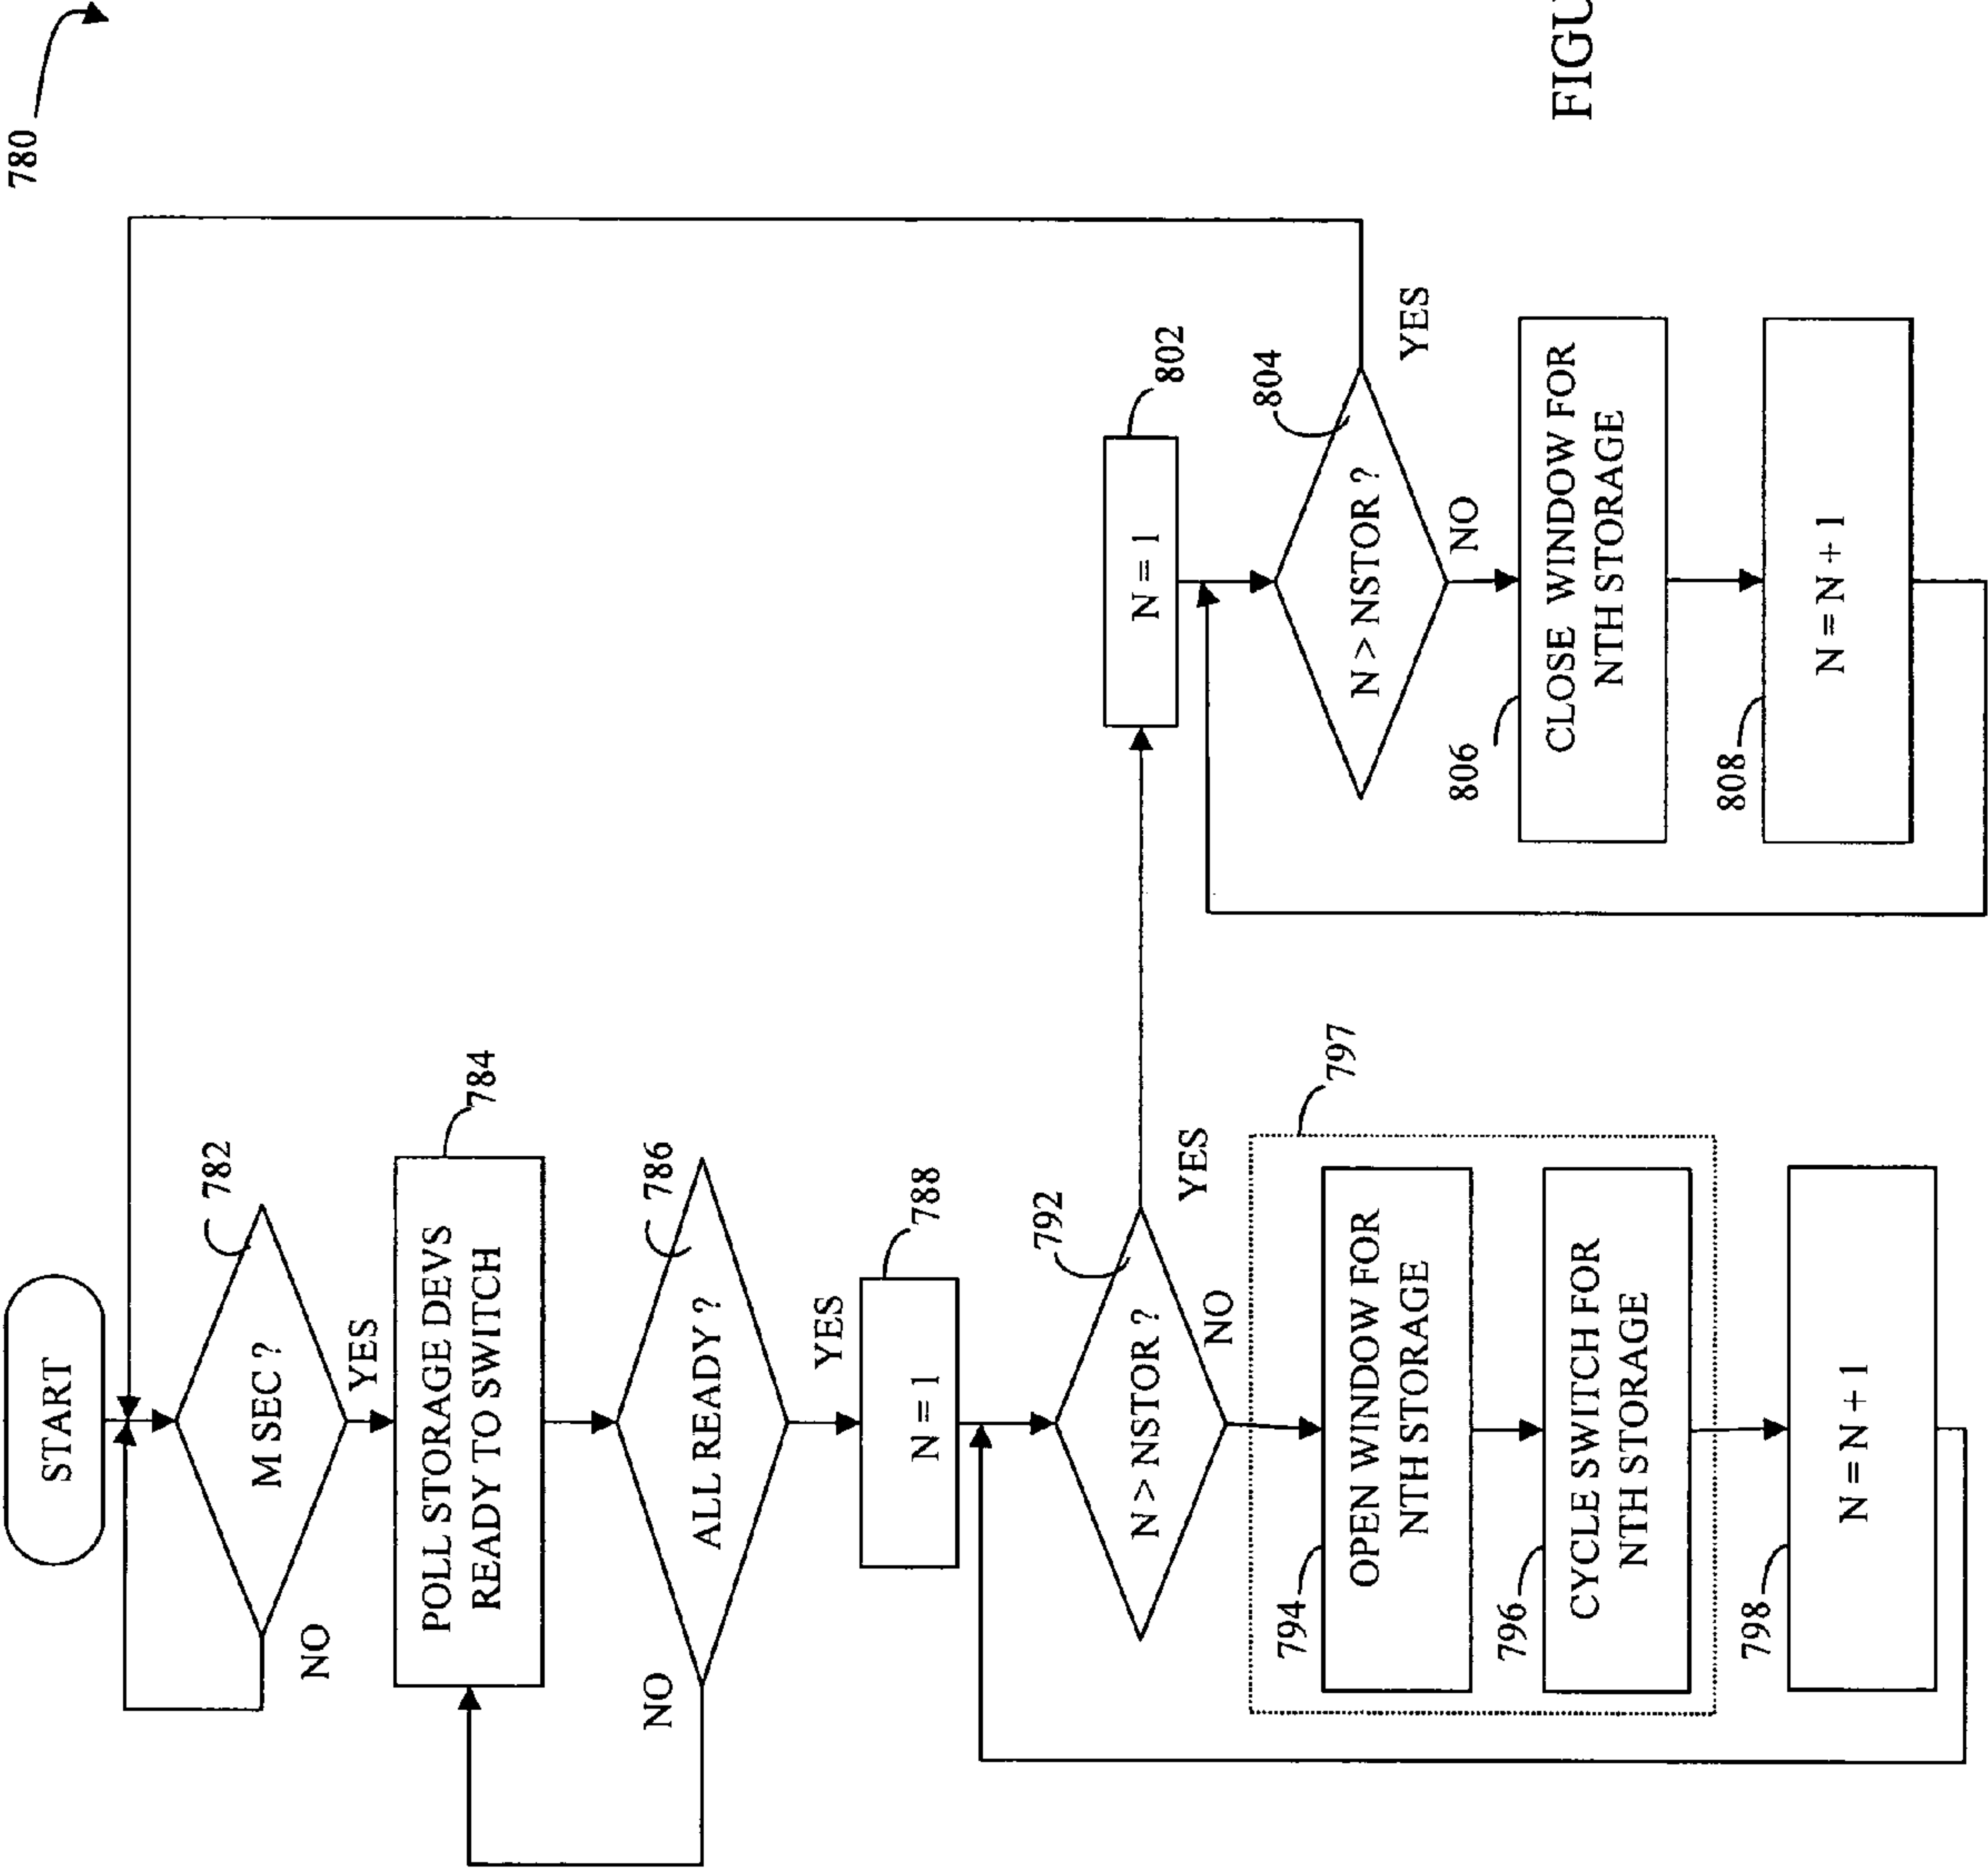 780
START
782
M SEC ?
NO
YES
784
POLL STORAGE DEVS
READY TO SWITCH
786
ALL READY ?
NO
YES
788
N = 1
792
N > NSTOR ?
YES
NO
797
794
OPEN WINDOW FOR
NTH STORAGE
796
CYCLE SWITCH FOR
NTH STORAGE
798
N = N + 1
802
N = 1
804
N > NSTOR ?
YES
NO
806
CLOSE WINDOW FOR
NTH STORAGE
808
N = N + 1
FIGU